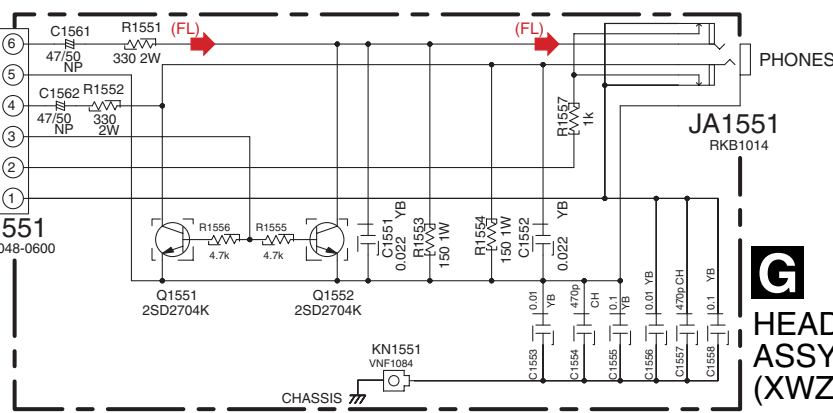 C1561
R1551
(FL)
(FL)
6
47/50
NP
330 2W
PHONES
5
C1562
R1552
4
47/50
NP
330
2W
R1557
1k
JA1551
RKB1014
3
2
1
551
048-0600
R1556
4.7k
R1555
4.7k
C1551
0.022
YB
R1553
150 1W
R1554
150 1W
C1552
0.022
YB
Q1551
2SD2704K
Q1552
2SD2704K
0.01
YB
470p
CH
0.1
YB
0.01 YB
470p CH
0.1 YB
C1553
C1554
C1555
C1556
C1557
C1558
KN1551
VNF1084
CHASSIS
G
HEAD
ASSY
(XWZ